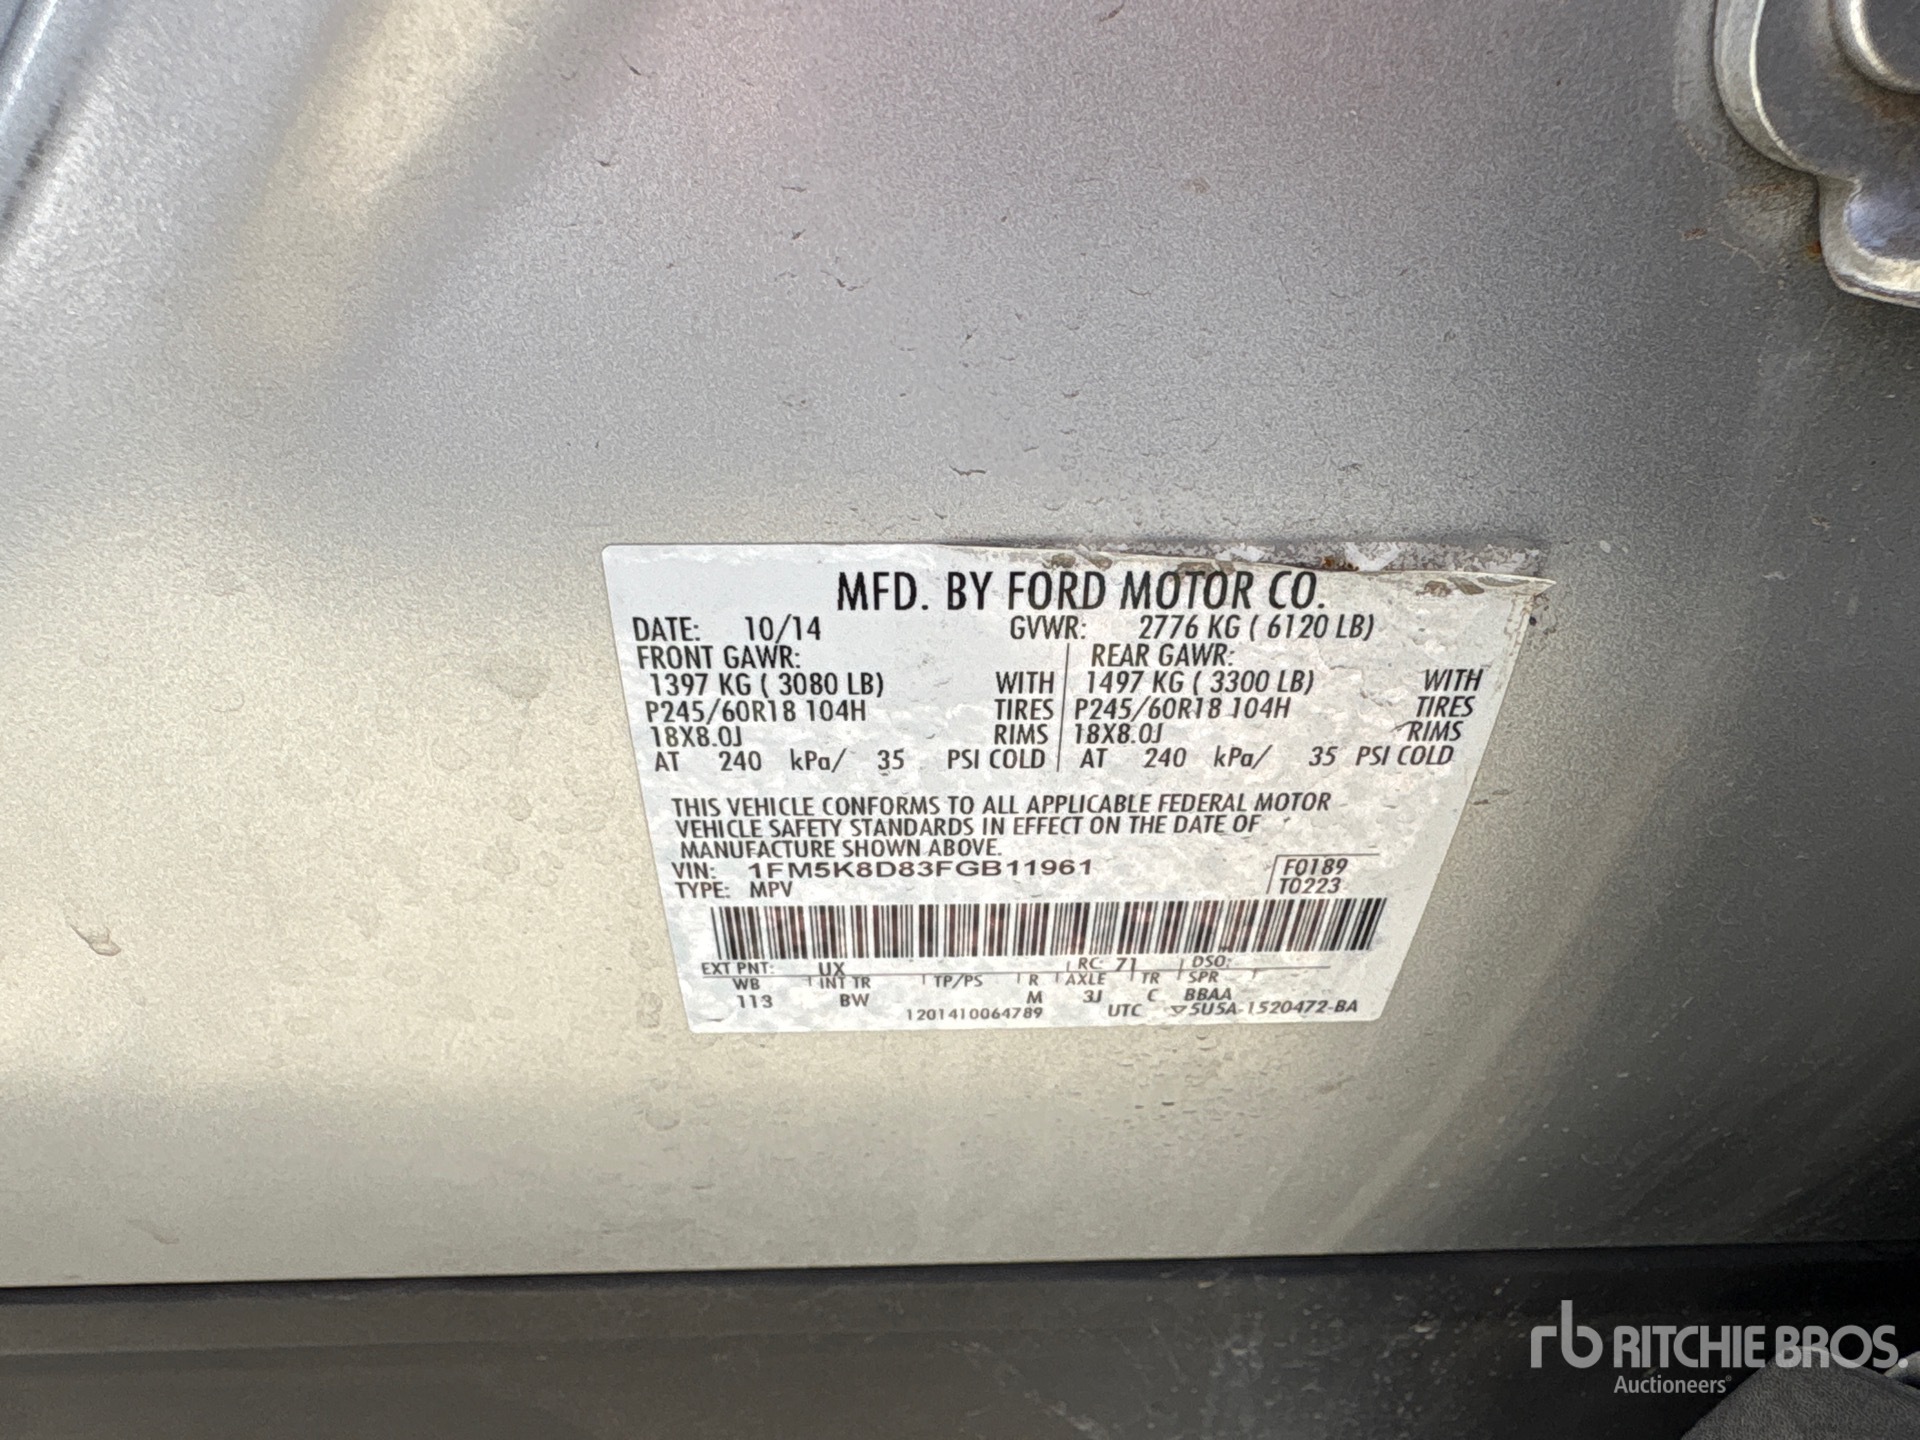 MFD. BY FORD MOTOR CO.
DATE: 10/14 GVWR: 2776 KG ( 6120 LB)
FRONT GAWR: REAR GAWR:
1397 KG ( 3080 LB) WITH 1497 KG ( 3300 LB) WITH
P245/60R18 104H TIRES P245/60R18 104H TIRES
18X8.0J RIMS 18X8.0J RIMS
AT 240 kPa/ 35 PSI COLD AT 240 kPa/ 35 PSI COLD
THIS VEHICLE CONFORMS TO ALL APPLICABLE FEDERAL MOTOR
VEHICLE SAFETY STANDARDS IN EFFECT ON THE DATE OF
MANUFACTURE SHOWN ABOVE.
VIN: 1FM5K8D83FGB11961 F0189
TYPE: MPV T0223
EXT PNT: UX RC: 71 DSO:
WB INT TR TP/PS R AXLE TR SPR
113 BW M 3J C BBAA
1201410064789 UTC ▽5U5A-1520472-BA
rb RITCHIE BROS.
Auctioneers